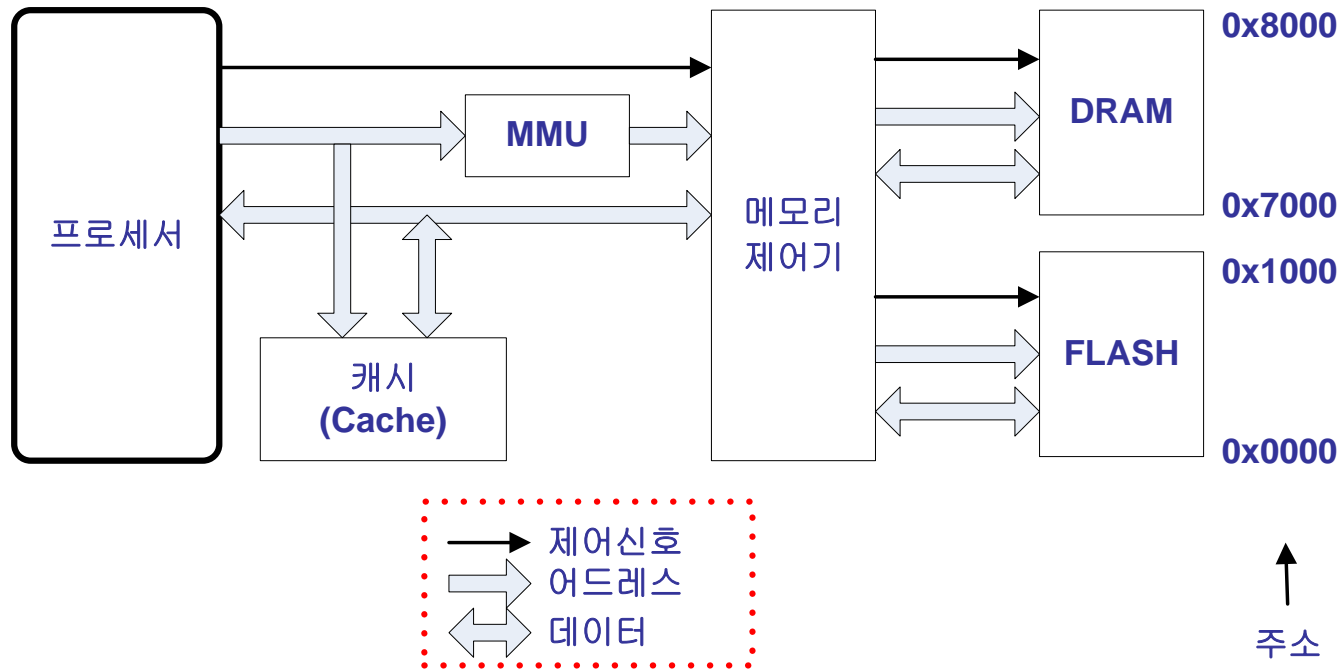 프로세서
MMU
캐시
(Cache)
메모리
제어기
DRAM
FLASH
0x8000
0x7000
0x1000
0x0000
제어신호
어드레스
데이터
주소